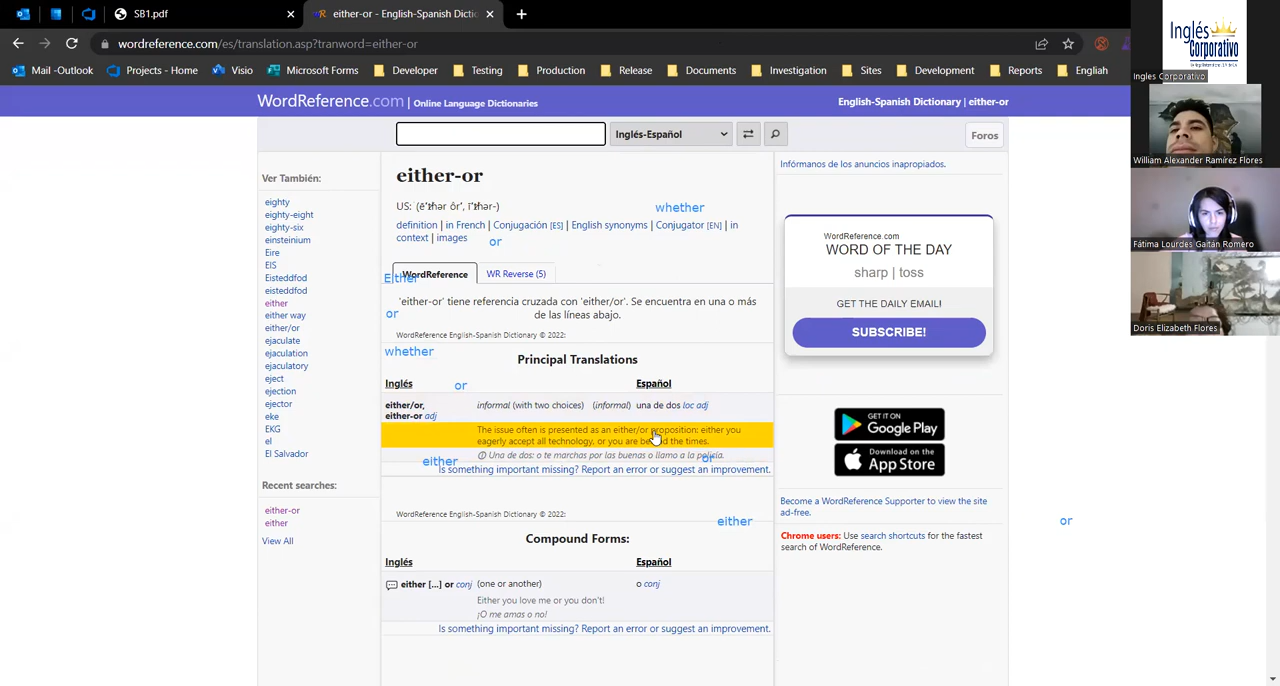 SB1.pdf
either-or - English-Spanish Dictio
wordreference.com/es/translation.asp?tranword=either-or
Mail -Outlook
Projects - Home
Visio
Microsoft Forms
Developer
Testing
Production
Release
Documents
Investigation
Sites
Development
Reports
English
WordReference.com | Online Language Dictionaries
English-Spanish Dictionary | either-or
Inglés-Español
Foros
Ver También:
eighty
eighty-eight
eighty-six
einsteinium
Eire
EIS
Eisteddfod
eisteddfod
either
either way
either/or
ejaculate
ejaculation
ejaculatory
eject
ejection
ejector
eke
EKG
el
El Salvador
Recent searches:
either-or
either
View All
either-or
US: (ē′ᵺər ôr′, ī′ᵺər-)
whether
definition | in French | Conjugación [ES] | English synonyms | Conjugator [EN] | in
context | images
or
WordReference
WR Reverse (5)
Either
'either-or' tiene referencia cruzada con 'either/or'. Se encuentra en una o más
de las líneas abajo.
or
WordReference English-Spanish Dictionary © 2022:
whether
Principal Translations
Inglés
Español
or
either/or,
either-or adj
informal (with two choices)
(informal) una de dos loc adj
The issue often is presented as an either/or proposition: either you
eagerly accept all technology, or you are the times.
Una de dos: o te marchas por las buenas o llamo a la policía.
either
or
Is something important missing? Report an error or suggest an improvement.
WordReference English-Spanish Dictionary © 2022:
either
or
Compound Forms:
Inglés
Español
either [...] or conj
(one or another)
o conj
Either you love me or you don't!
¡O me amas o no!
Is something important missing? Report an error or suggest an improvement.
Infórmanos de los anuncios inapropiados.
WordReference.com
WORD OF THE DAY
sharp | toss
GET THE DAILY EMAIL!
SUBSCRIBE!
GET IT ON
Google Play
Download on the
App Store
Become a WordReference Supporter to view the site
ad-free.
Chrome users: Use search shortcuts for the fastest
search of WordReference.
Inglés
Corporativo
Ingles Corporativo
William Alexander Ramírez Flores
Fátima Lourdes Gaitán Romero
Doris Elizabeth Flores